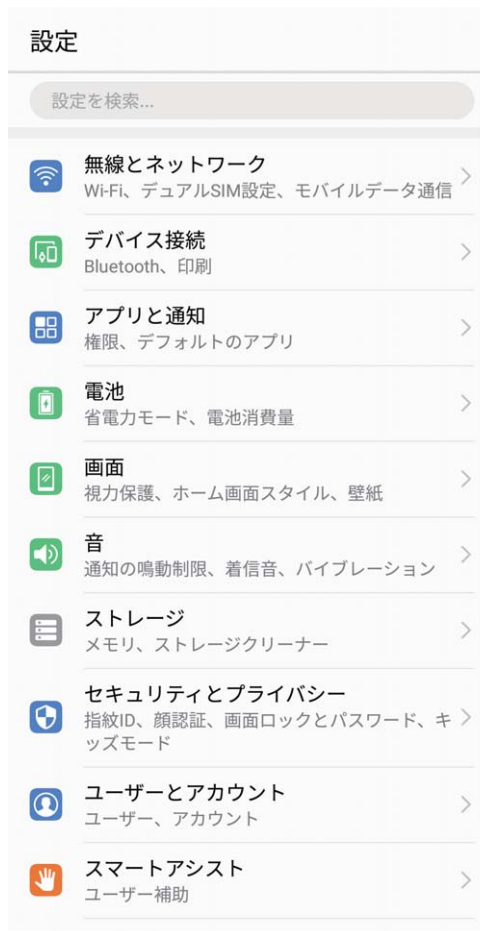 設定
設定を検索...
無線とネットワーク
Wi-Fi、デュアルSIM設定、モバイルデータ通信
デバイス接続
Bluetooth、印刷
アプリと通知
権限、デフォルトのアプリ
電池
省電力モード、電池消費量
画面
視力保護、ホーム画面スタイル、壁紙
音
通知の鳴動制限、着信音、バイブレーション
ストレージ
メモリ、ストレージクリーナー
セキュリティとプライバシー
指紋ID、顔認証、画面ロックとパスワード、キ
ッズモード
ユーザーとアカウント
ユーザー、アカウント
スマートアシスト
ユーザー補助